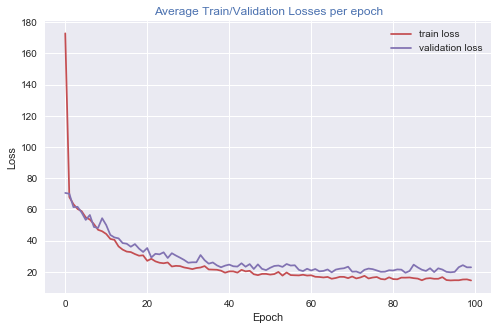 Average Train/Validation Losses per epoch
180
160
140
120
100
80
60
40
20
Loss
train loss
validation loss
0 20 40 60 80 100
Epoch